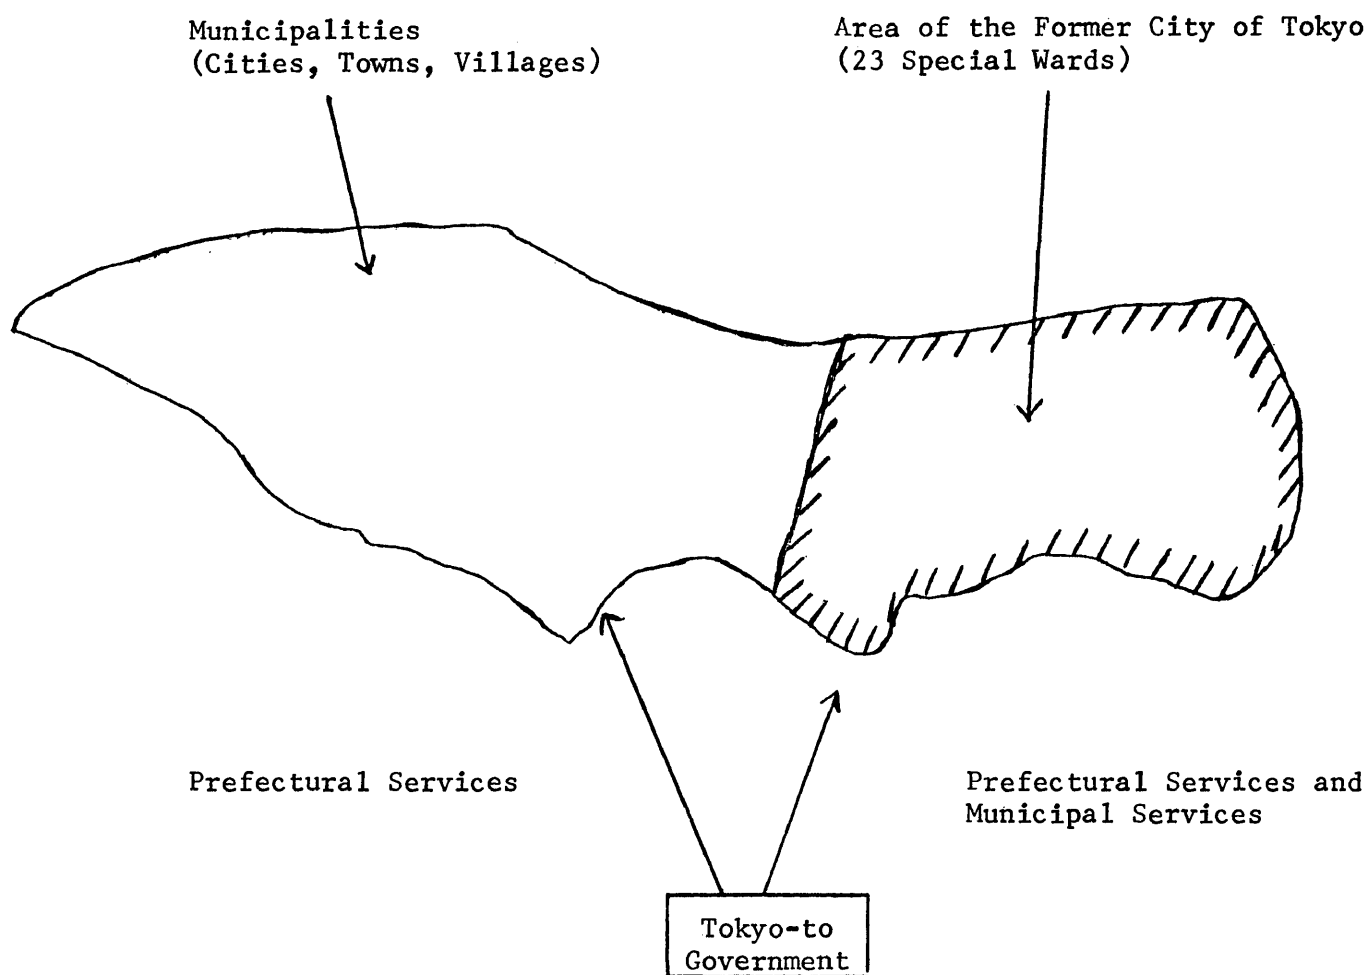 Municipalities
(Cities, Towns, Villages)
Area of the Former City of Tokyo
(23 Special Wards)
Prefectural Services
Prefectural Services and
Municipal Services
Tokyo-to
Government